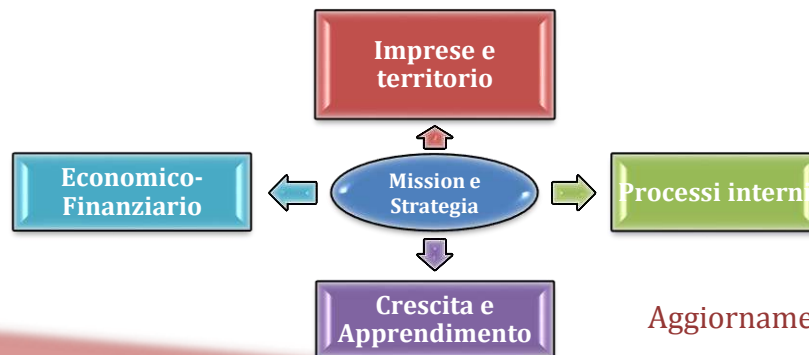 Imprese e
territorio
Economico-
Finanziario
Mission e
Strategia
Processi intern
Crescita e
Apprendimento
Aggiorname